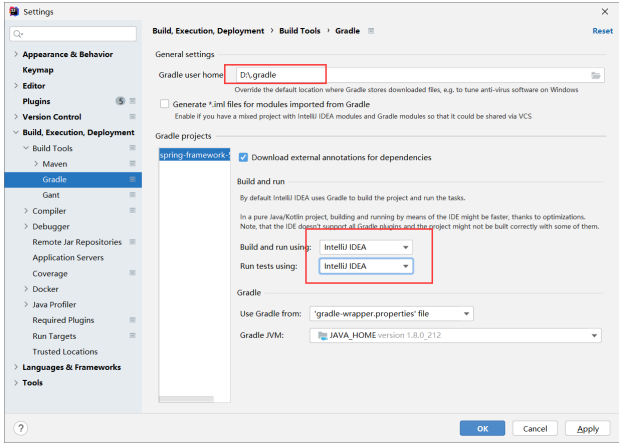 Settings
Build, Execution, Deployment › Build Tools › Gradle
Reset
Appearance & Behavior
Keymap
Editor
Plugins 5
Version Control
Build, Execution, Deployment
Build Tools
Maven
Gradle
Gant
Compiler
Debugger
Remote Jar Repositories
Application Servers
Coverage
Docker
Java Profiler
Required Plugins
Run Targets
Trusted Locations
Languages & Frameworks
Tools
General settings
Gradle user home: D:\.gradle
Override the default location where Gradle stores downloaded files, e.g. to tune anti-virus software on Windows
Generate *.iml files for modules imported from Gradle
Enable if you have a mixed project with IntelliJ IDEA modules and Gradle modules so that it could be shared via VCS
Gradle projects
spring-framework-5
Download external annotations for dependencies
Build and run
By default IntelliJ IDEA uses Gradle to build the project and run the tasks.
In a pure Java/Kotlin project, building and running by means of the IDE might be faster, thanks to optimizations.
Note, that the IDE doesn't support all Gradle plugins and the project might not be built correctly with some of them.
Build and run using: IntelliJ IDEA
Run tests using: IntelliJ IDEA
Gradle
Use Gradle from: 'gradle-wrapper.properties' file
Gradle JVM: JAVA_HOME version 1.8.0_212
?
OK
Cancel
Apply